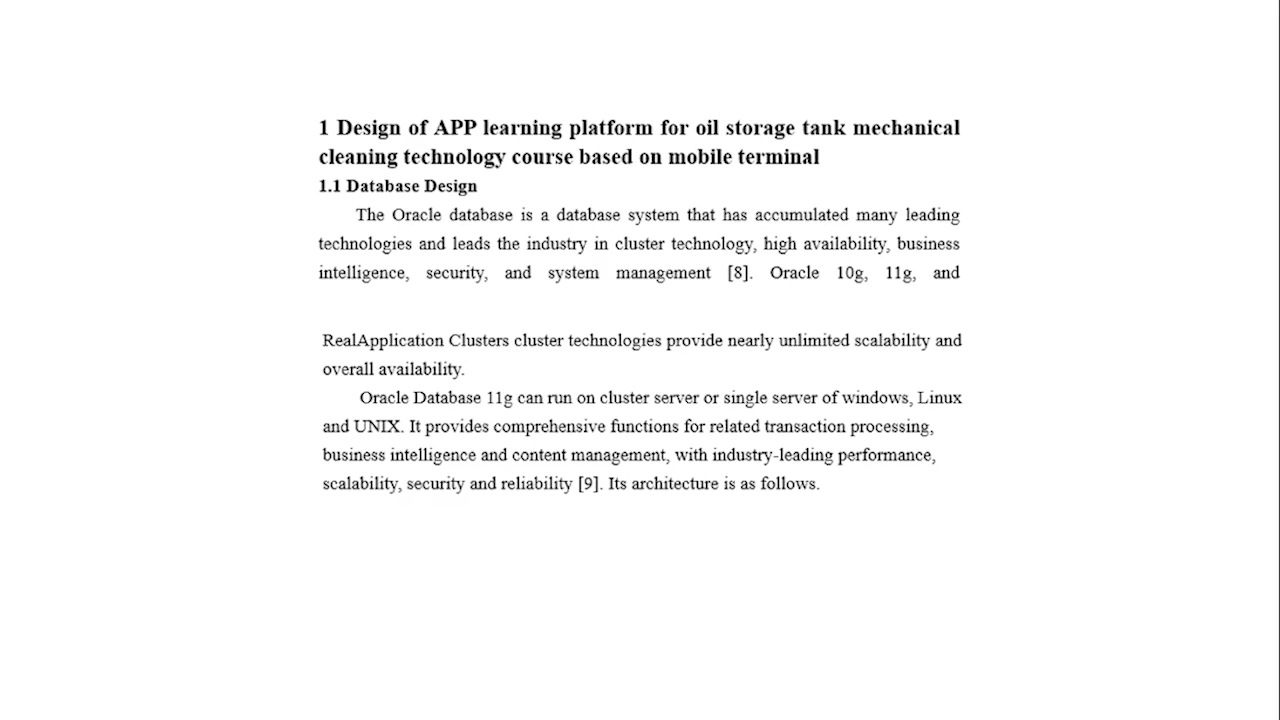 1 Design of APP learning platform for oil storage tank mechanical
cleaning technology course based on mobile terminal
1.1 Database Design
The Oracle database is a database system that has accumulated many leading
technologies and leads the industry in cluster technology, high availability, business
intelligence, security, and system management [8]. Oracle 10g, 11g, and
RealApplication Clusters cluster technologies provide nearly unlimited scalability and
overall availability.
Oracle Database 11g can run on cluster server or single server of windows, Linux
and UNIX. It provides comprehensive functions for related transaction processing,
business intelligence and content management, with industry-leading performance,
scalability, security and reliability [9]. Its architecture is as follows.